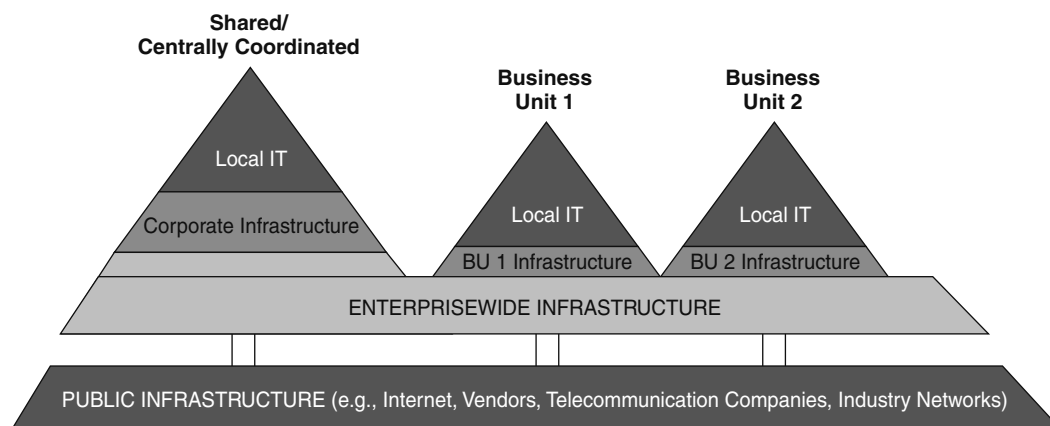 Shared/
Centrally Coordinated
Business
Unit 1
Business
Unit 2
Local IT
Corporate Infrastructure
Local IT
BU 1 Infrastructure
Local IT
BU 2 Infrastructure
ENTERPRISEWIDE INFRASTRUCTURE
PUBLIC INFRASTRUCTURE (e.g., Internet, Vendors, Telecommunication Companies, Industry Networks)